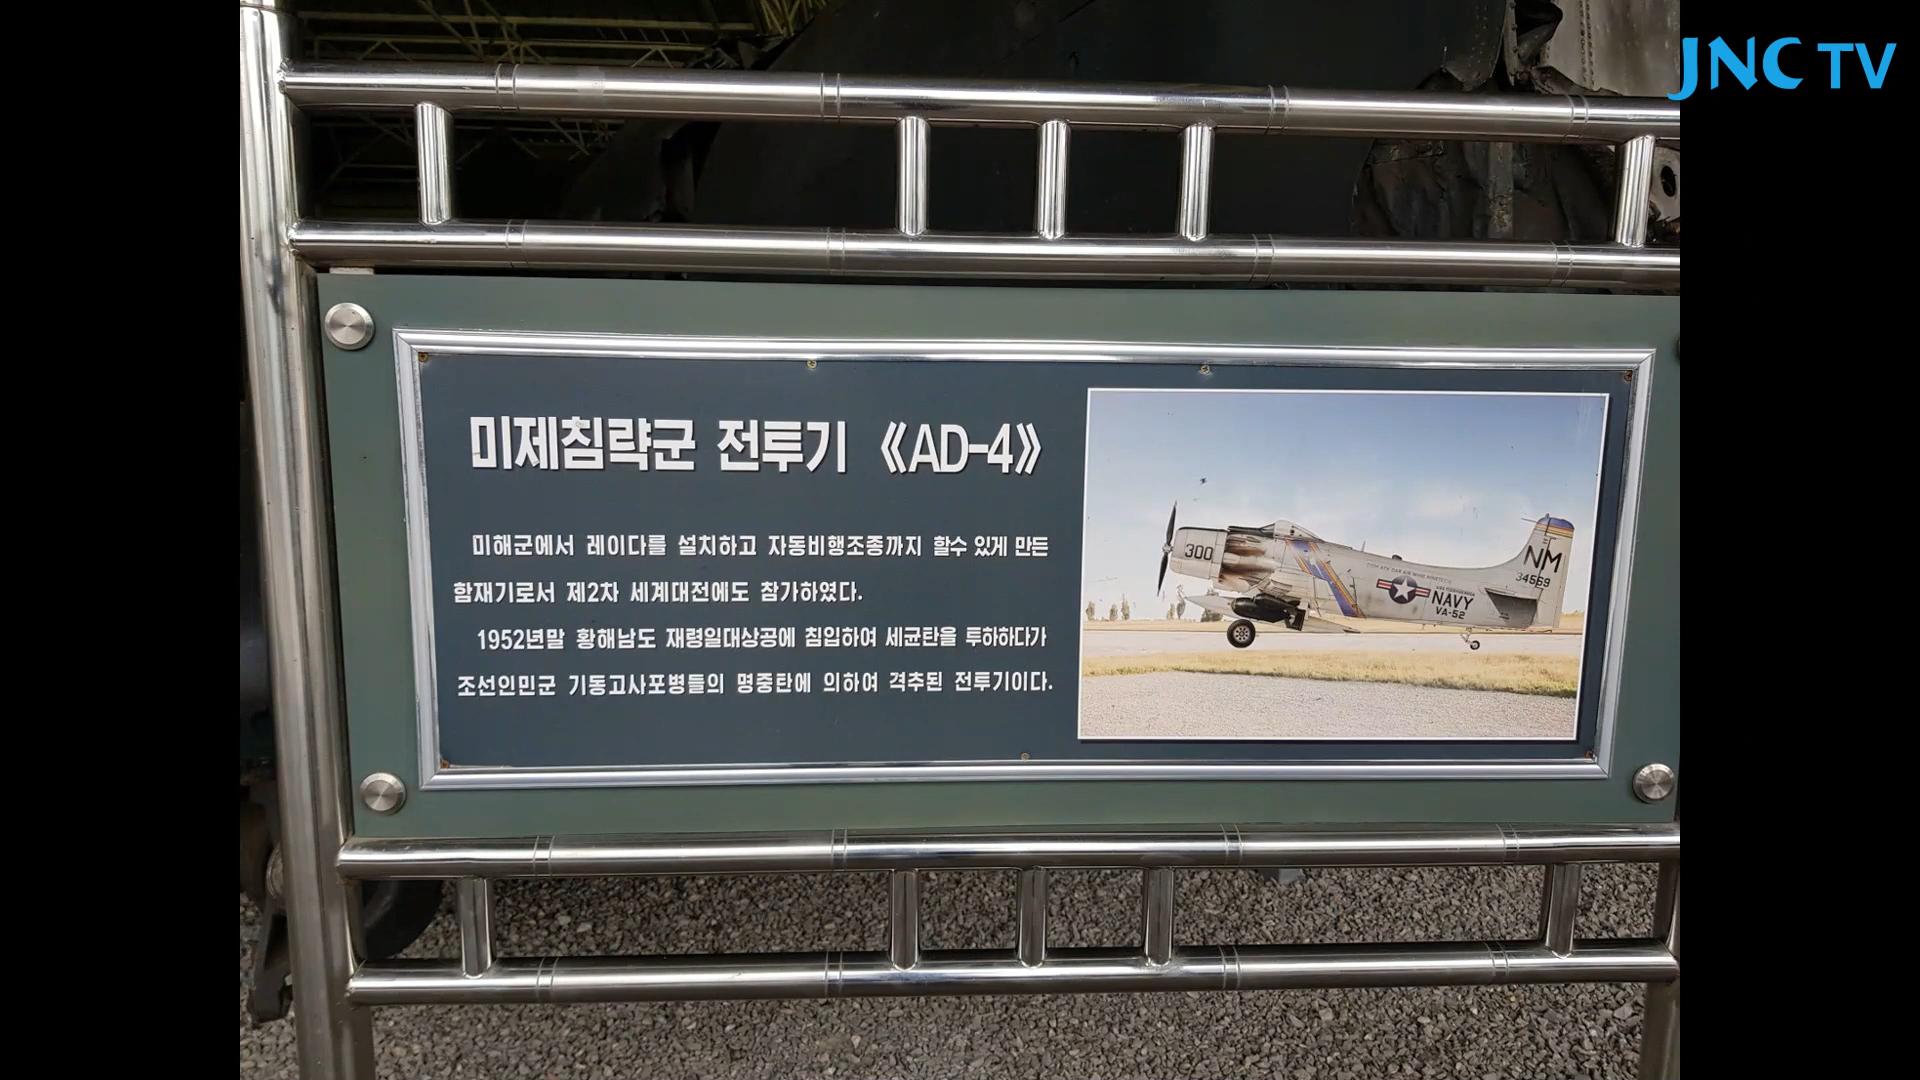 JNC TV
미제침략군 전투기 《AD-4》
미해군에서 레이다를 설치하고 자동비행조종까지 할수 있게 만든
함재기로서 제2차 세계대전에도 참가하였다.
1952년말 황해남도 재령일대상공에 침입하여 세균탄을 투하하다가
조선인민군 기동고사포병들의 명중탄에 의하여 격추된 전투기이다.
300
NM
34569
NAVY
VA-52